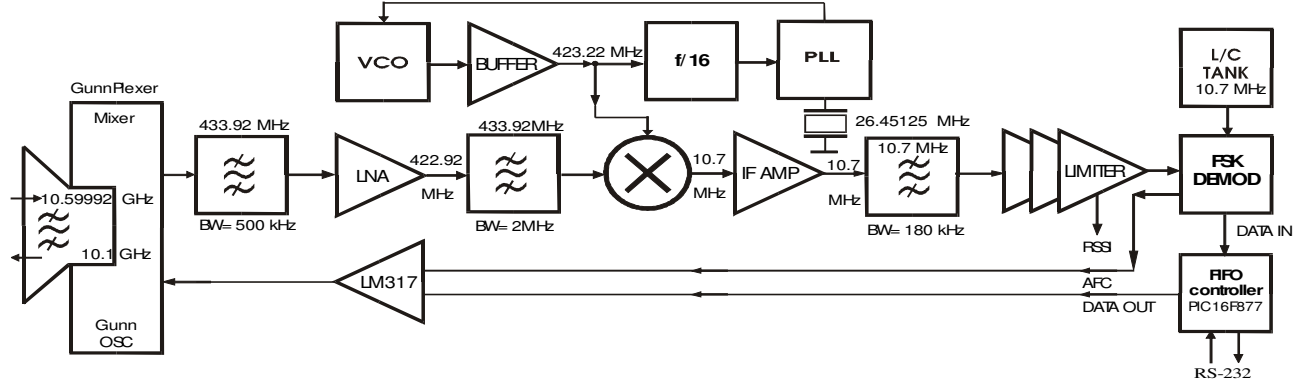 VCO
BUFFER
423.22 MHz
f/16
PLL
L/C
TANK
10.7 MHz
GunnPlexer
Mixer
433.92 MHz
BW= 500 kHz
LNA
422.92
MHz
433.92MHz
BW= 2MHz
10.7
MHz
IF AMP
26.45125 MHz
10.7
MHz
10.7 MHz
BW= 180 kHz
LIMITER
RSSI
FSK
DEMOD
DATA IN
10.59992 GHz
10.1 GHz
Gunn
OSC
LM317
AFC
DATA OUT
FIFO
controller
PIC16F877
RS-232